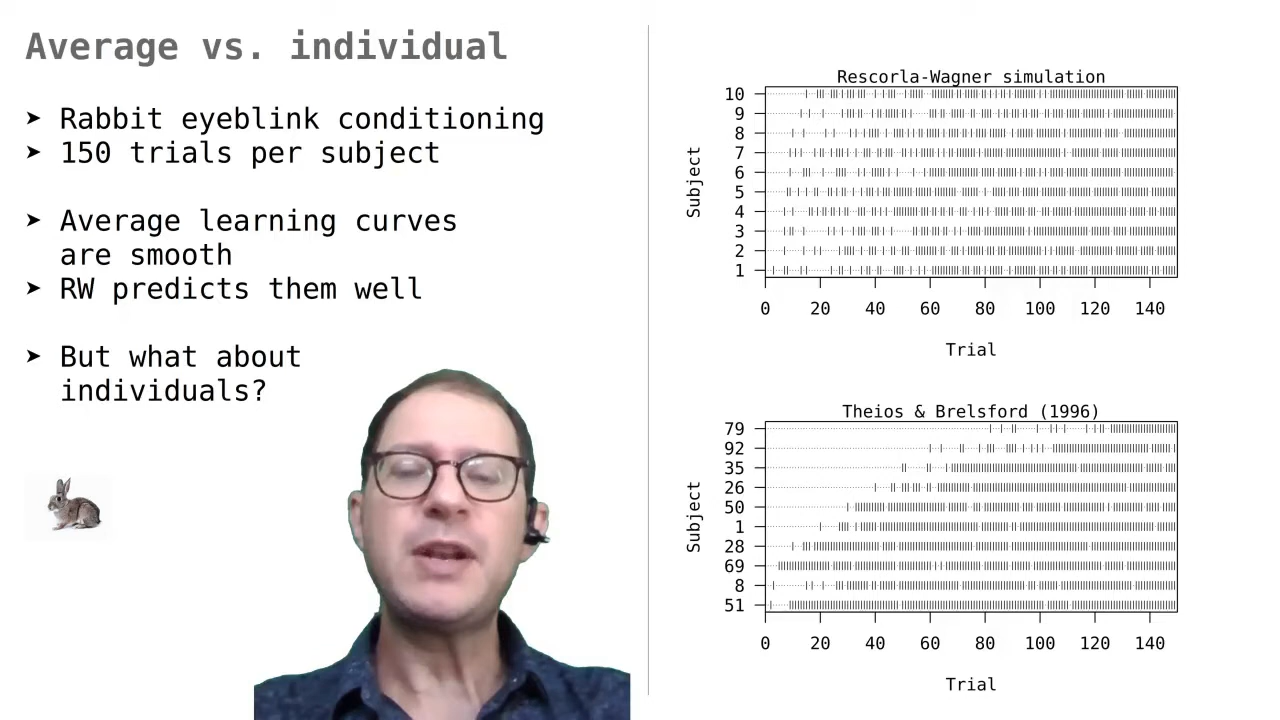 Average vs. individual
➤ Rabbit eyeblink conditioning
➤ 150 trials per subject
➤ Average learning curves
are smooth
➤ RW predicts them well
➤ But what about
individuals?
Rescorla-Wagner simulation
Subject
10
9
8
7
6
5
4
3
2
1
0 20 40 60 80 100 120 140
Trial
Theios & Brelsford (1996)
Subject
79
92
35
26
50
1
28
69
8
51
0 20 40 60 80 100 120 140
Trial